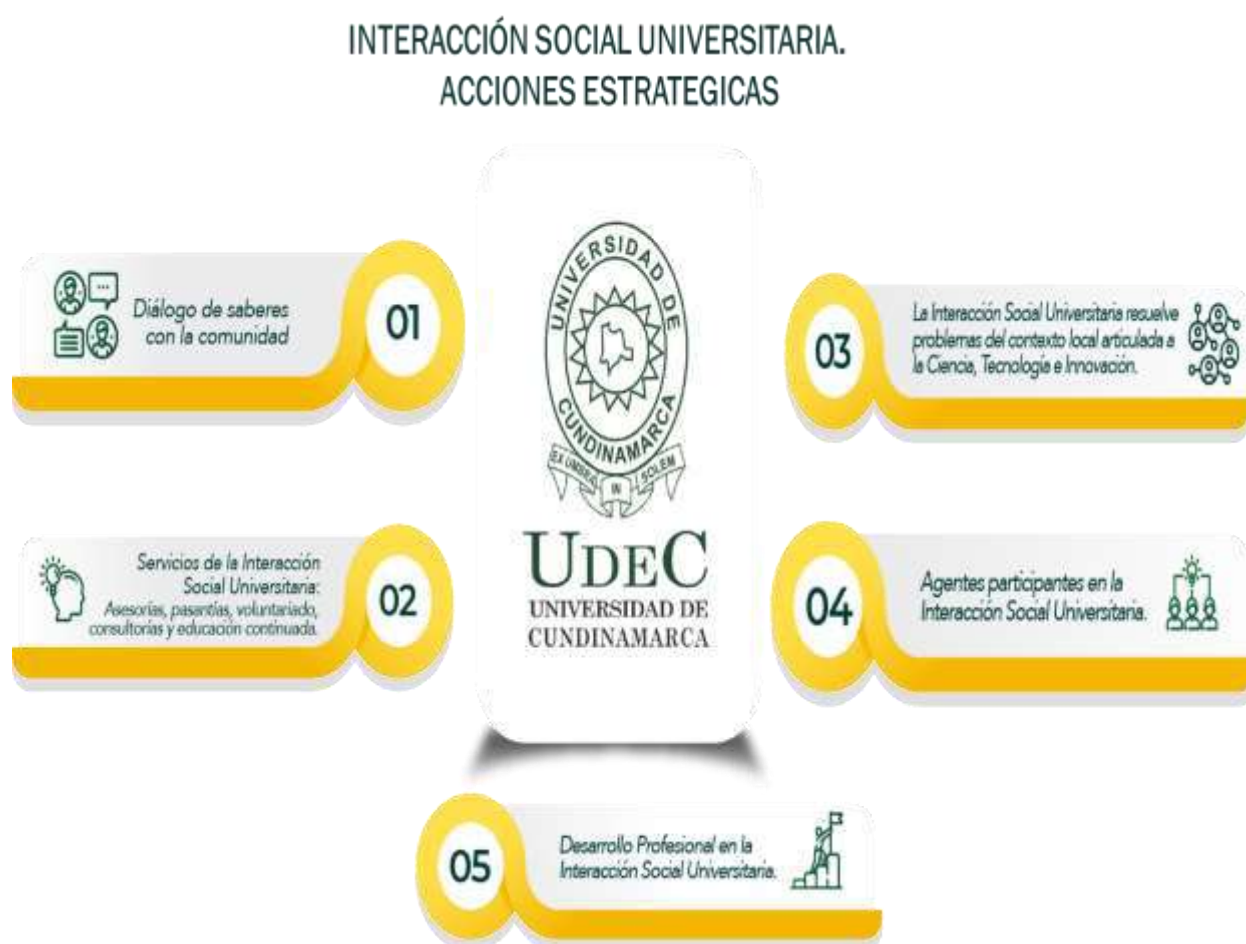 INTERACCIÓN SOCIAL UNIVERSITARIA.
ACCIONES ESTRATEGICAS
Diálogo de saberes
con la comunidad
01
Servicios de la Interacción
Social Universitaria:
Asesorías, pasantías, voluntariado,
consultorías y educación continuada.
02
UNIVERSIDAD DE
CUNDINAMARCA
EX UMBRA IN SOLEM
UDEC
UNIVERSIDAD DE
CUNDINAMARCA
03
La Interacción Social Universitaria resuelve
problemas del contexto local articulada a
la Ciencia, Tecnología e Innovación.
04
Agentes participantes en la
Interacción Social Universitaria.
05
Desarrollo Profesional en la
Interacción Social Universitaria.